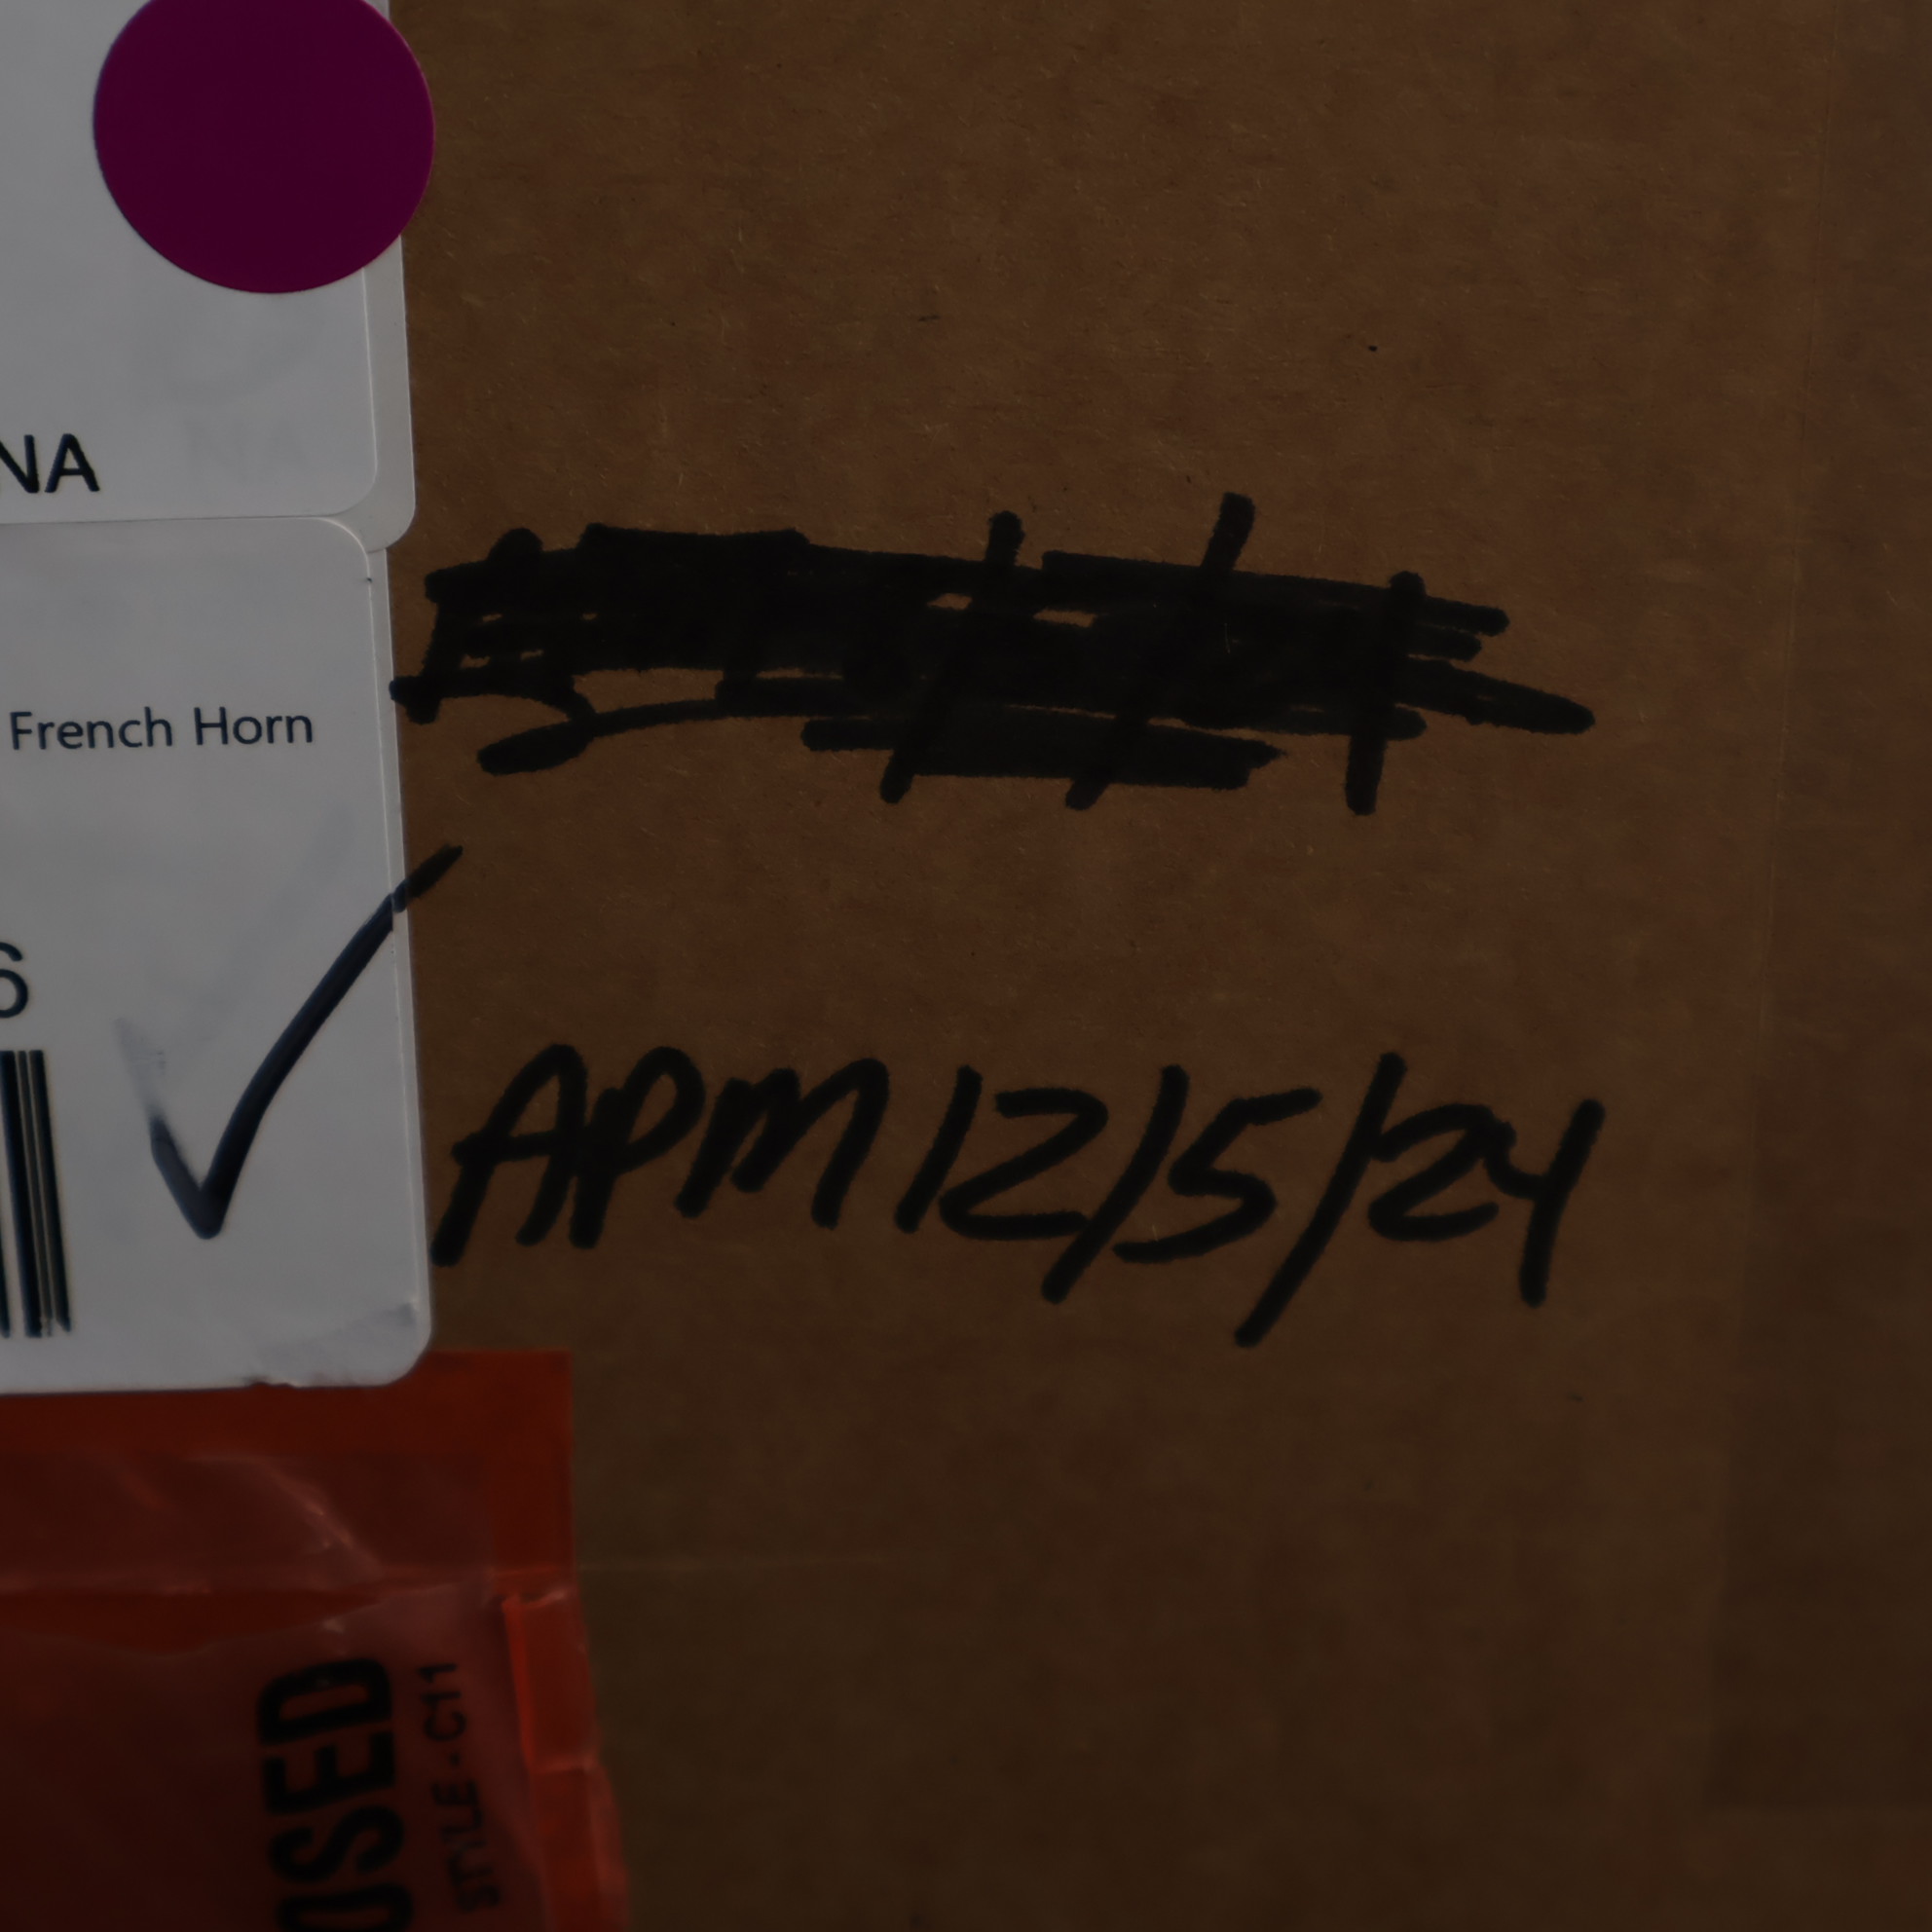 NA
French Horn
6
APM 12/5/24
OSED
STYLE - C11